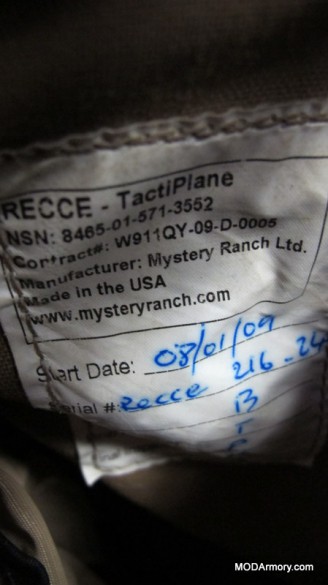 RECCE - TactiPlane
NSN: 8465-01-571-3552
Contract#: W911QY-09-D-0005
Manufacturer: Mystery Ranch Ltd.
Made in the USA
www.mysteryranch.com
Start Date: 08/01/09
Serial #: Recce 216-24
B
MODArmory.com